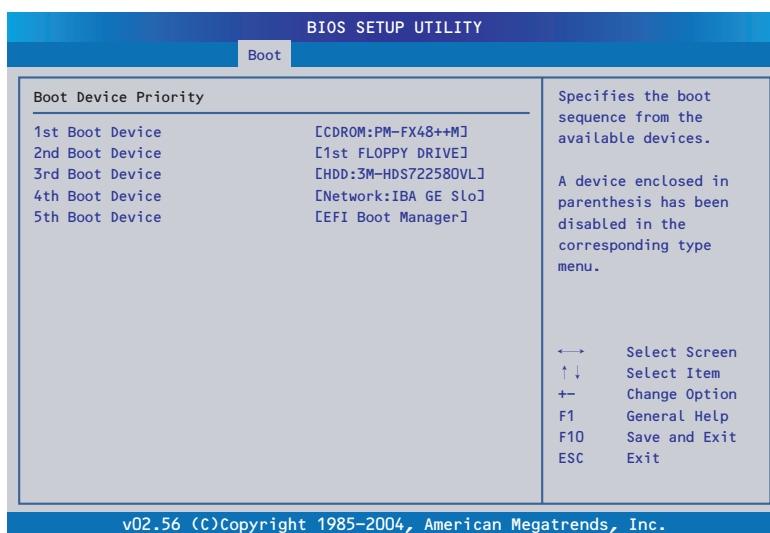 BIOS SETUP UTILITY
Boot
Boot Device Priority
1st Boot Device [CDROM:PM-FX48++M]
2nd Boot Device [1st FLOPPY DRIVE]
3rd Boot Device [HDD:3M-HDS722580VL]
4th Boot Device [Network:IBA GE Slo]
5th Boot Device [EFI Boot Manager]
Specifies the boot
sequence from the
available devices.
A device enclosed in
parenthesis has been
disabled in the
corresponding type
menu.
←→ Select Screen
↑↓ Select Item
+- Change Option
F1 General Help
F10 Save and Exit
ESC Exit
v02.56 (C)Copyright 1985-2004, American Megatrends, Inc.